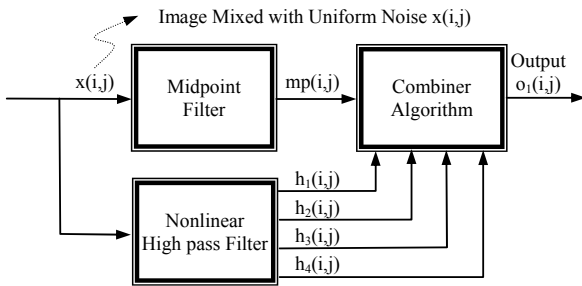 Image Mixed with Uniform Noise x(i,j)
x(i,j)
Midpoint
Filter
mp(i,j)
Combiner
Algorithm
Output
o₁(i,j)
Nonlinear
High pass Filter
h₁(i,j)
h₂(i,j)
h₃(i,j)
h₄(i,j)